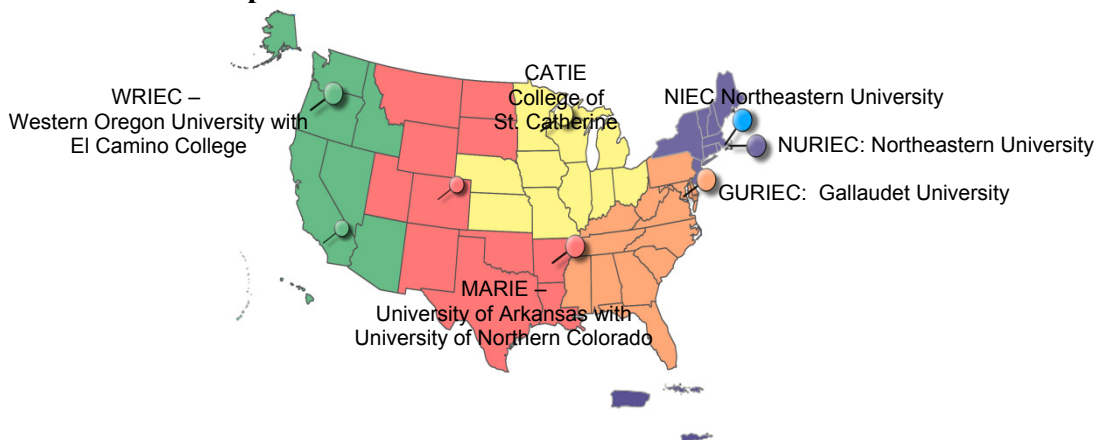 WRIEC –
Western Oregon University with
El Camino College
CATIE
College of
St. Catherine
NIEC Northeastern University
NURIEC: Northeastern University
GURIEC: Gallaudet University
MARIE –
University of Arkansas with
University of Northern Colorado